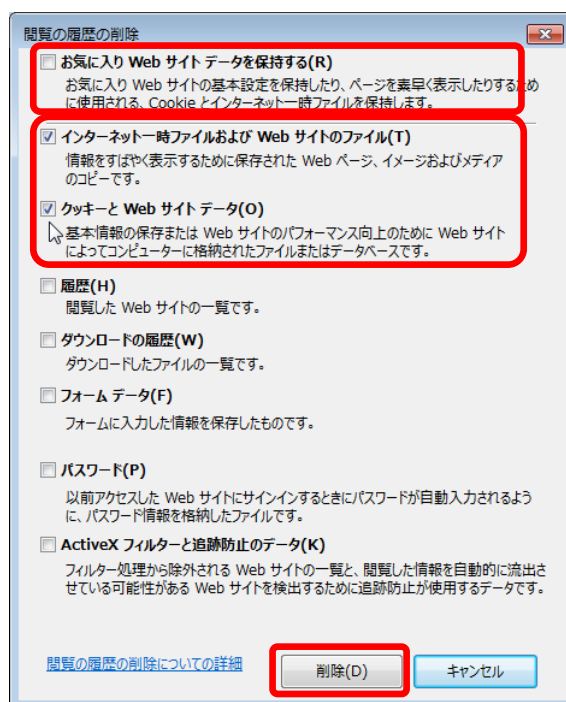 閲覧の履歴の削除
お気に入り Web サイト データを保持する(R)
お気に入り Web サイトの基本設定を保持したり、ページを素早く表示したりするため
に使用される、Cookie とインターネット一時ファイルを保持します。
インターネット一時ファイルおよび Web サイトのファイル(T)
情報をすばやく表示するために保存された Web ページ、イメージおよびメディア
のコピーです。
クッキーと Web サイト データ(O)
基本情報の保存または Web サイトのパフォーマンス向上のために Web サイト
によってコンピューターに格納されたファイルまたはデータベースです。
履歴(H)
閲覧した Web サイトの一覧です。
ダウンロードの履歴(W)
ダウンロードしたファイルの一覧です。
フォーム データ(F)
フォームに入力した情報を保存したものです。
パスワード(P)
以前アクセスした Web サイトにサインインするときにパスワードが自動入力されるよう
に、パスワード情報を格納したファイルです。
ActiveX フィルターと追跡防止のデータ(K)
フィルター処理から除外される Web サイトの一覧と、閲覧した情報を自動的に流出さ
せている可能性がある Web サイトを検出するために追跡防止が使用するデータです。
閲覧の履歴の削除についての詳細
削除(D)
キャンセル